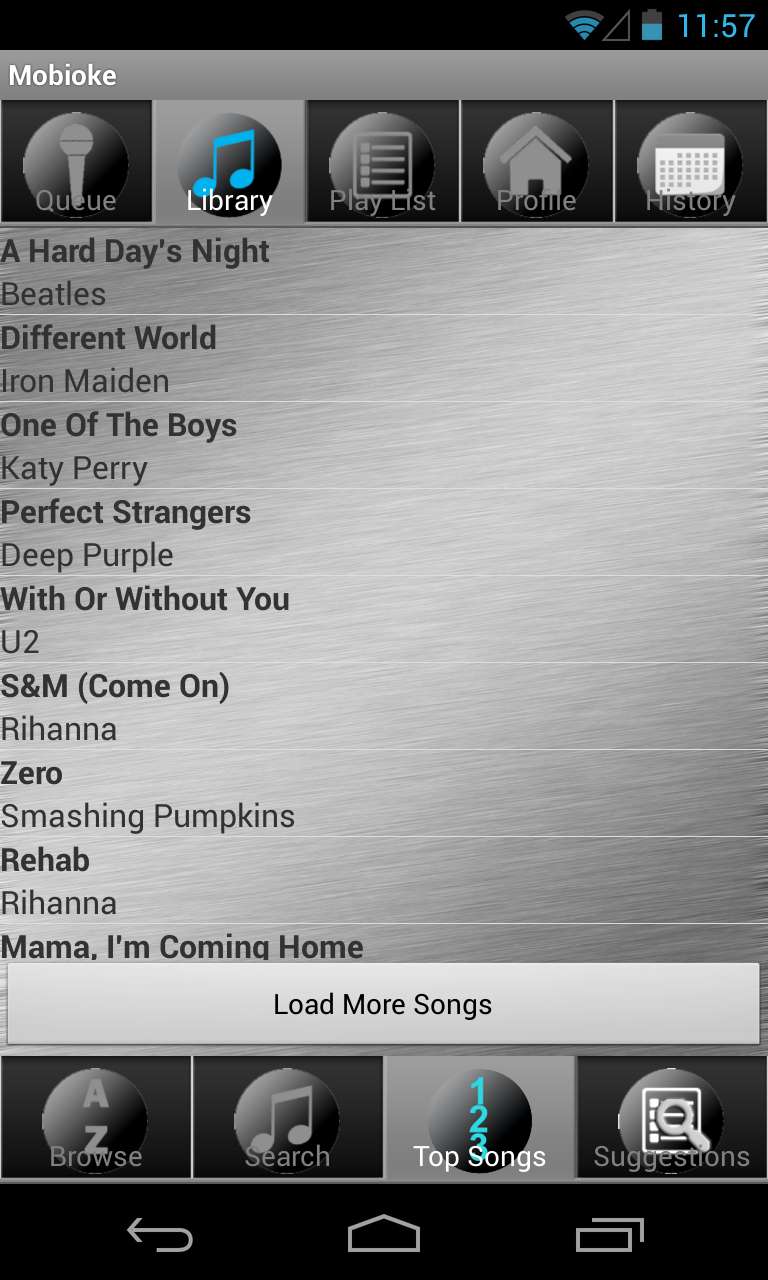 11:57
Mobioke
Queue
Library
Play List
Profile
History
A Hard Day's Night
Beatles
Different World
Iron Maiden
One Of The Boys
Katy Perry
Perfect Strangers
Deep Purple
With Or Without You
U2
S&M (Come On)
Rihanna
Zero
Smashing Pumpkins
Rehab
Rihanna
Mama, I'm Coming Home
Load More Songs
A
Z
Browse
Search
1
2
3
Top Songs
Suggestions